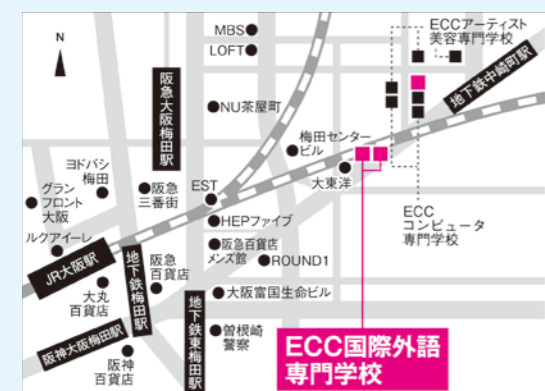 N
MBS
LOFT
ECCアーティスト
美容専門学校
地下鉄中崎町駅
阪急大阪梅田駅
NU茶屋町
梅田センター
ビル
大東洋
ヨドバシ
梅田
グラン
フロント
大阪
阪急
三番街
EST
ECC
コンピュータ
専門学校
ルクアイーレ
HEPファイブ
阪急百貨店
メンズ館
ROUND1
JR大阪駅
地下鉄梅田駅
阪急
百貨店
大丸
百貨店
大阪富国生命ビル
地下鉄東梅田駅
阪神大阪梅田駅
阪神
百貨店
曽根崎
警察
ECC国際外語
専門学校